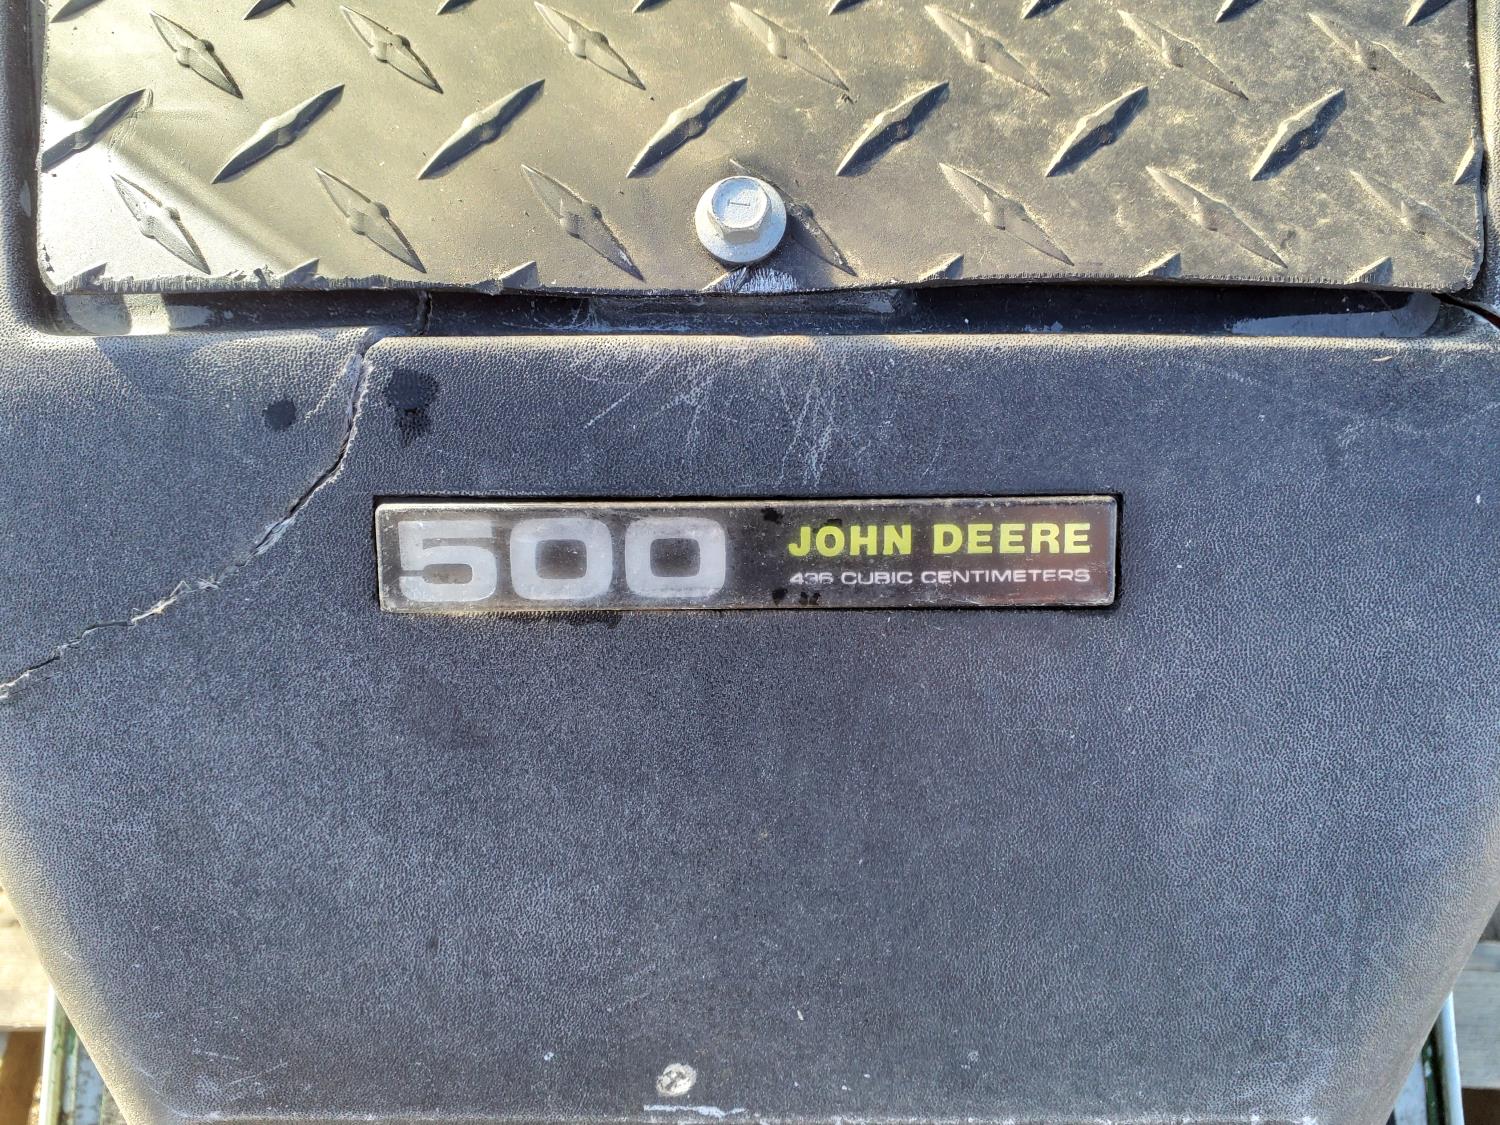 500
JOHN DEERE
436 CUBIC CENTIMETERS